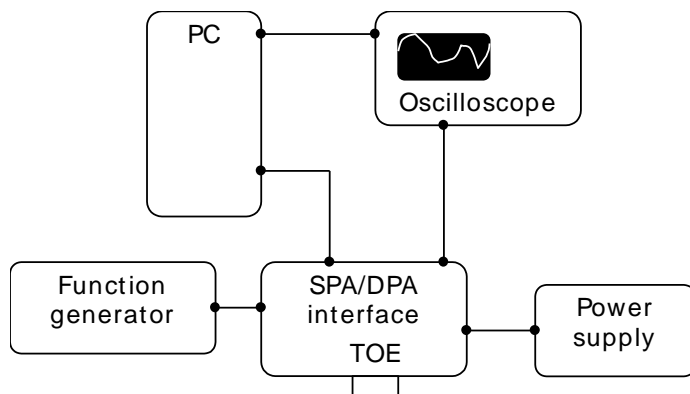 PC
Oscilloscope
Function
generator
SPA/DPA
interface
TOE
Power
supply